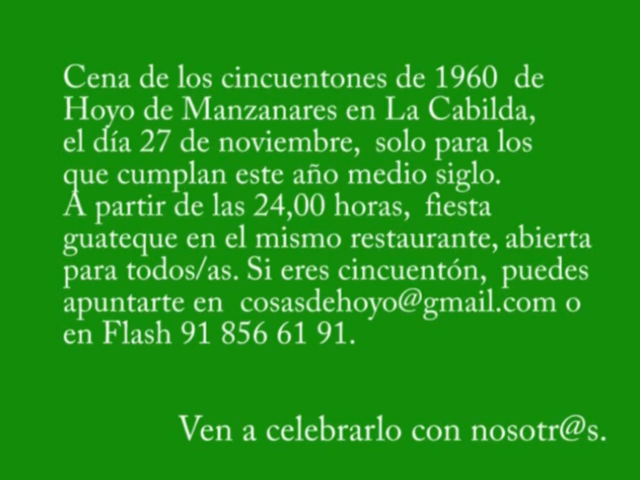 Cena de los cincuentones de 1960 de
Hoyo de Manzanares en La Cabilda,
el día 27 de noviembre, solo para los
que cumplan este año medio siglo.
A partir de las 24,00 horas, fiesta
guateque en el mismo restaurante, abierta
para todos/as. Si eres cincuentón, puedes
apuntarte en cosasdehoyo@gmail.com o
en Flash 91 856 61 91.
Ven a celebrarlo con nosotr@s.